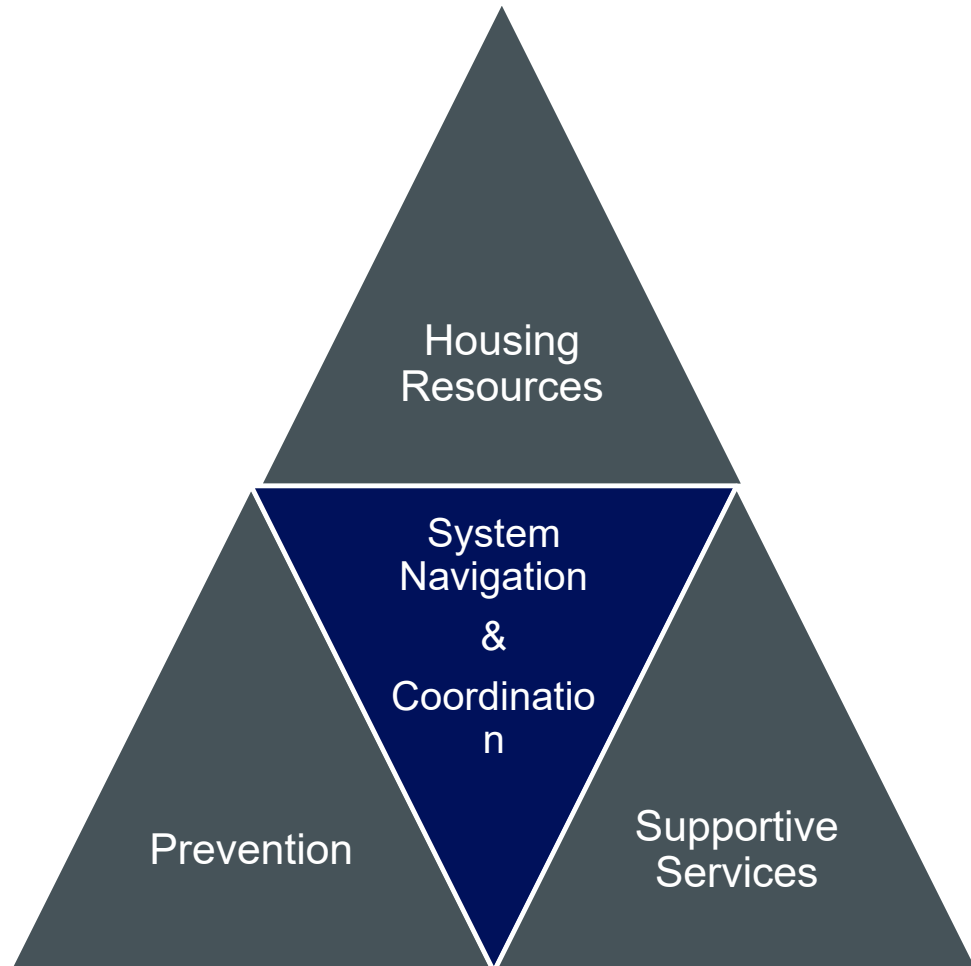 Housing
Resources
System
Navigation
&
Coordinatio
n
Prevention
Supportive
Services